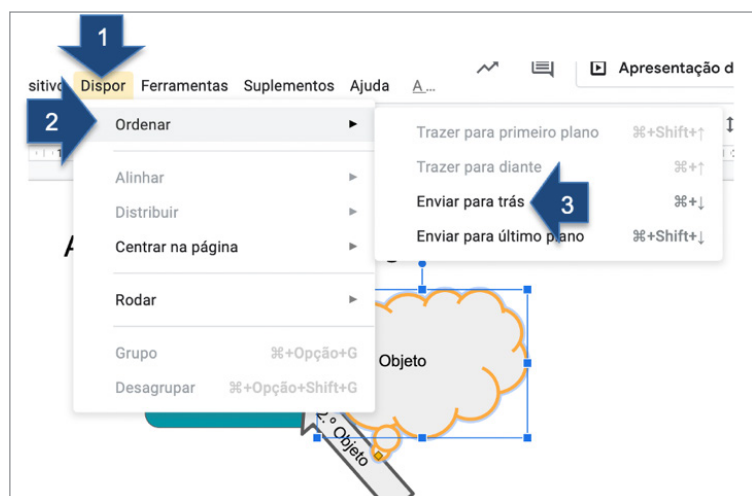 1
Dispor Ferramentas Suplementos Ajuda A... Apresentação d
2
Ordenar
Trazer para primeiro plano ⌘+Shift+↑
Trazer para diante ⌘+↑
Alinhar
Distribuir
Enviar para trás 3 ⌘+↓
Centrar na página
Enviar para último plano ⌘+Shift+↓
Rodar
Grupo ⌘+Opção+G
Desagrupar ⌘+Opção+Shift+G
Objeto
2.º Objeto